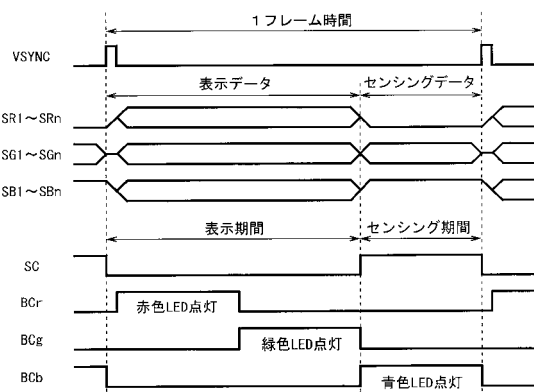 1フレーム時間
VSYNC
表示データ
センシングデータ
SR1～SRn
SG1～SGn
SB1～SBn
表示期間
センシング期間
SC
BCr
赤色LED点灯
BCg
緑色LED点灯
BCb
青色LED点灯